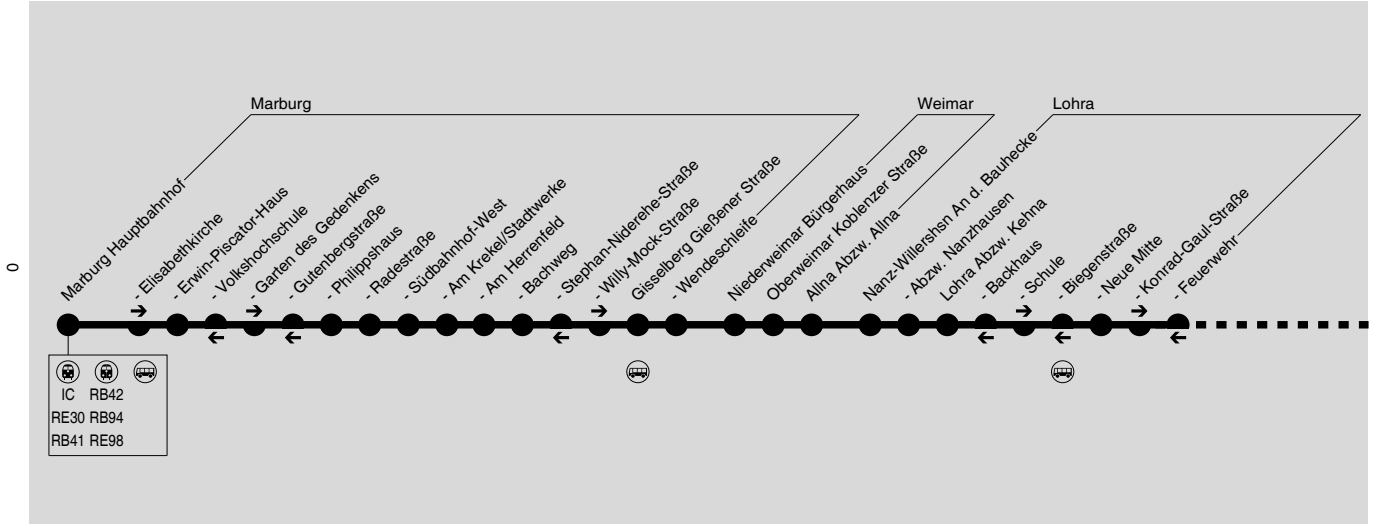 Marburg
Weimar
Lohra
Marburg Hauptbahnhof
- Elisabethkirche
- Erwin-Piscator-Haus
- Volkshochschule
- Garten des Gedenkens
- Gutenbergstraße
- Philippshaus
- Radestraße
- Südbahnhof-West
- Am Krekel/Stadtwerke
- Am Herrenfeld
- Bachweg
- Stephan-Niderehe-Straße
- Willy-Mock-Straße
Gisselberg Gießener Straße
- Wendeschleife
Niederweimar Bürgerhaus
Oberweimar Koblenzer Straße
Allna Abzw. Allna
Nanz-Willershsn An d. Bauhecke
- Abzw. Nanzhausen
Lohra Abzw. Kehna
- Backhaus
- Schule
- Biegenstraße
- Neue Mitte
- Konrad-Gaul-Straße
- Feuerwehr
0
IC RB42
RE30 RB94
RB41 RE98